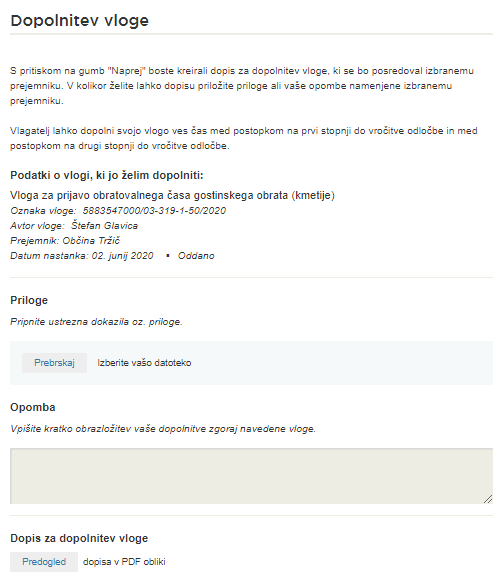 Dopolnitev vloge
S pritiskom na gumb "Naprej" boste kreirali dopis za dopolnitev vloge, ki se bo posredoval izbranemu
prejemniku. V kolikor želite lahko dopisu priložite priloge ali vaše opombe namenjene izbranemu
prejemniku.
Vlagatelj lahko dopolni svojo vlogo ves čas med postopkom na prvi stopnji do vročitve odločbe in med
postopkom na drugi stopnji do vročitve odločbe.
Podatki o vlogi, ki jo želim dopolniti:
Vloga za prijavo obratovalnega časa gostinskega obrata (kmetije)
Oznaka vloge: 5883547000/03-319-1-50/2020
Avtor vloge: Štefan Glavica
Prejemnik: Občina Tržič
Datum nastanka: 02. junij 2020 ▪ Oddano
Priloge
Pripnite ustrezna dokazila oz. priloge.
Prebrskaj Izberite vašo datoteko
Opomba
Vpišite kratko obrazložitev vaše dopolnitve zgoraj navedene vloge.
Dopis za dopolnitev vloge
Predogled dopisa v PDF obliki